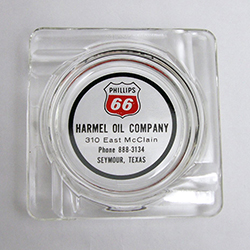 PHILLIPS
66
HARMEL OIL COMPANY
310 East McClain
Phone 888-3134
SEYMOUR, TEXAS